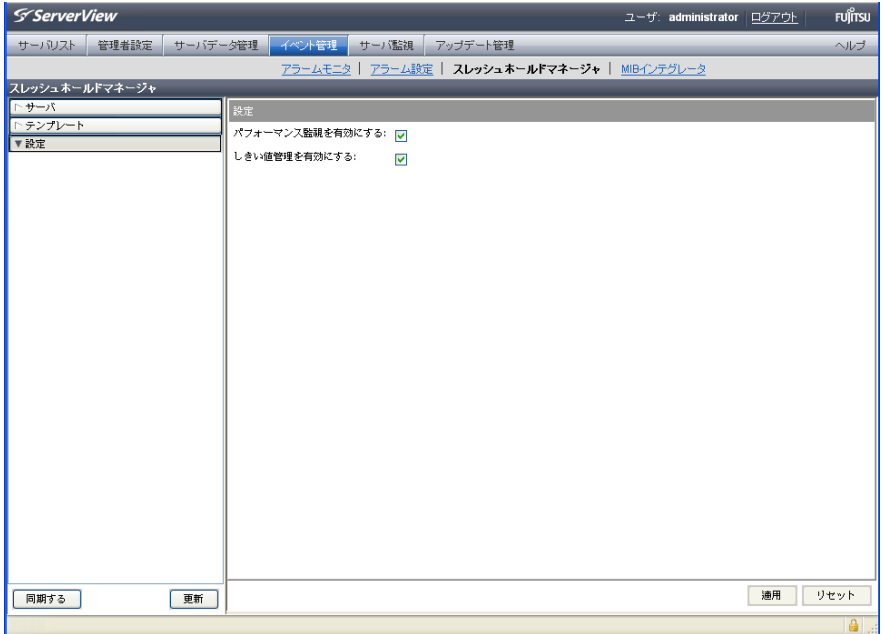 ServerView ユーザ: administrator ログアウト FUJITSU
サーバリスト 管理者設定 サーバデータ管理 イベント管理 サーバ監視 アップデート管理 ヘルプ
アラームモニタ | アラーム設定 | スレッシュホールドマネージャ | MIBインテグレータ
スレッシュホールドマネージャ
サーバ
テンプレート
設定
設定
パフォーマンス監視を有効にする:
しきい値管理を有効にする:
同期する 更新 適用 リセット